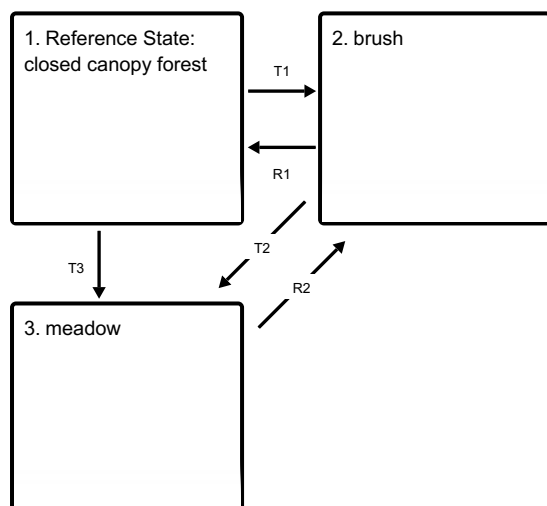 1. Reference State:
closed canopy forest
2. brush
T1
R1
T2
T3
R2
3. meadow